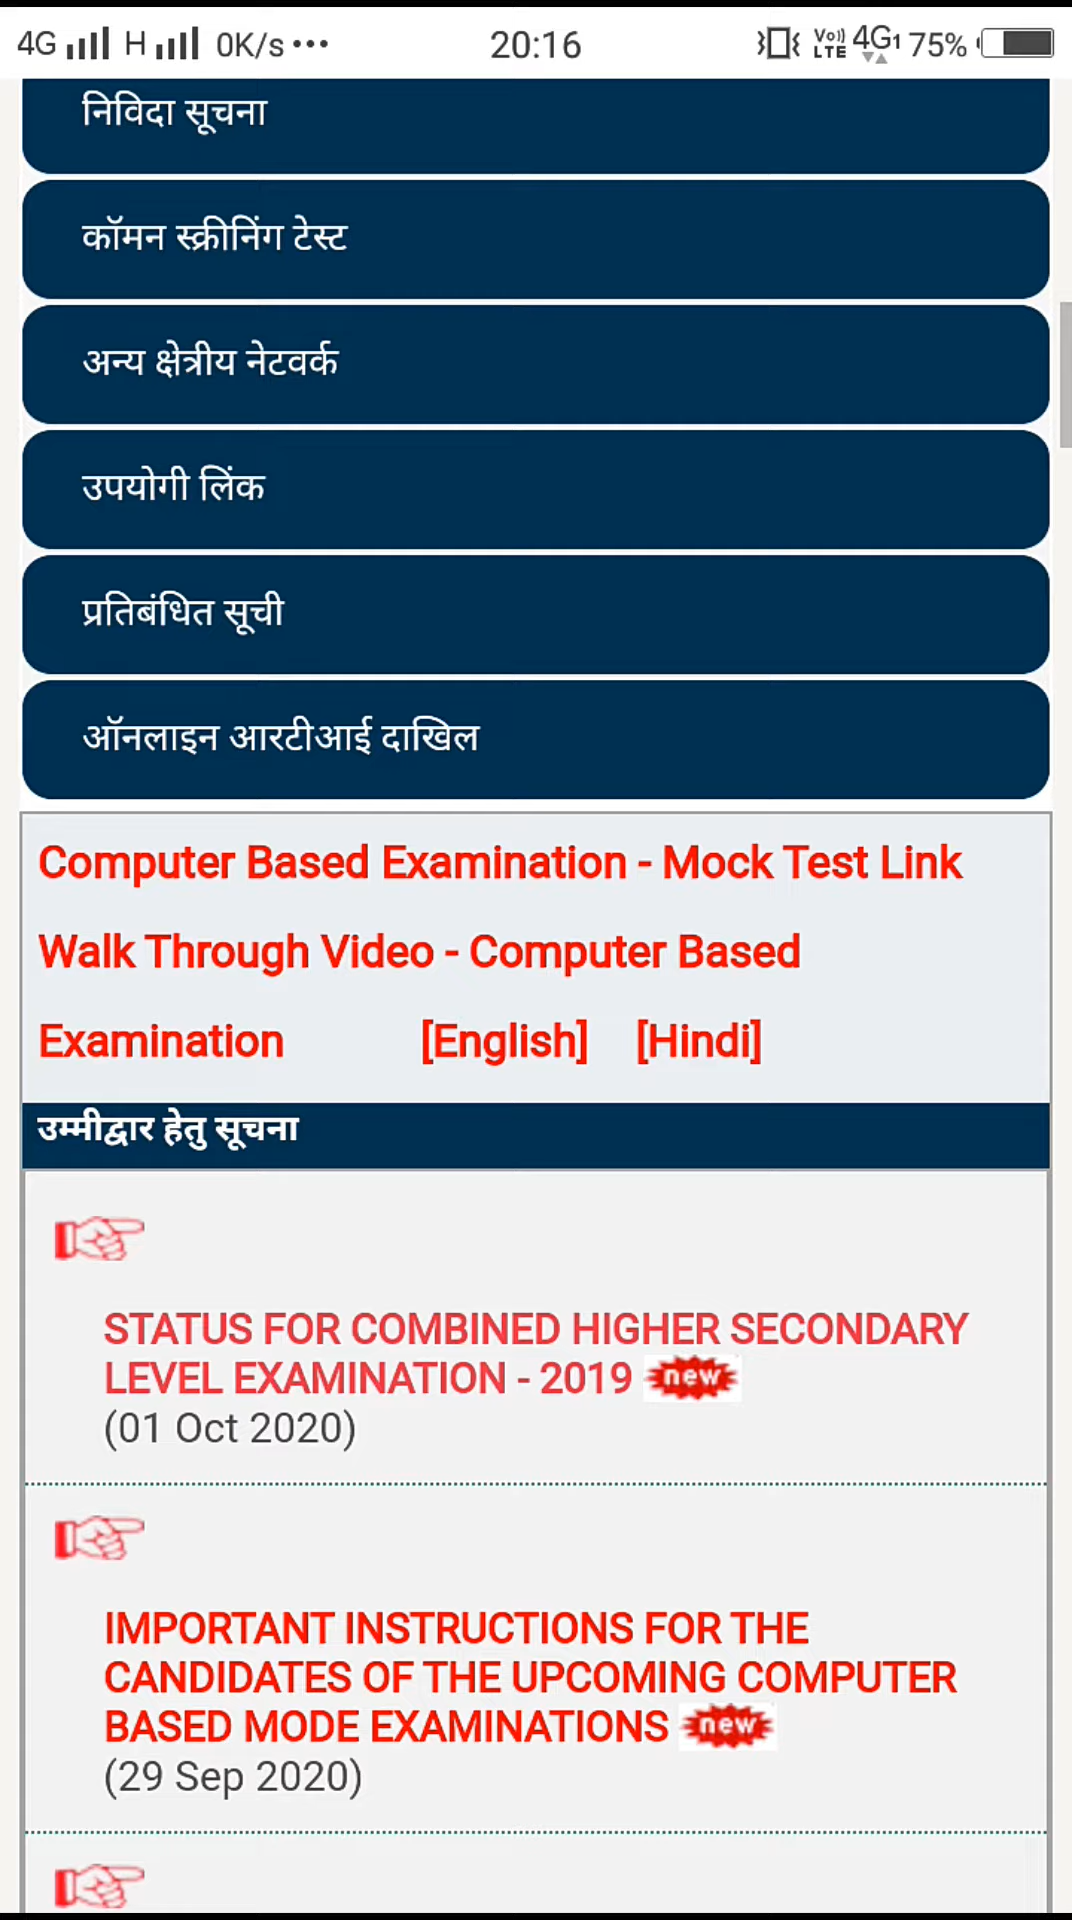 4G H 0K/s ... 20:16 Vo)) LTE 4G1 75%
निविदा सूचना
कॉमन स्क्रीनिंग टेस्ट
अन्य क्षेत्रीय नेटवर्क
उपयोगी लिंक
प्रतिबंधित सूची
ऑनलाइन आरटीआई दाखिल
Computer Based Examination - Mock Test Link
Walk Through Video - Computer Based
Examination [English] [Hindi]
उम्मीद्वार हेतु सूचना
STATUS FOR COMBINED HIGHER SECONDARY
LEVEL EXAMINATION - 2019 new
(01 Oct 2020)
IMPORTANT INSTRUCTIONS FOR THE
CANDIDATES OF THE UPCOMING COMPUTER
BASED MODE EXAMINATIONS new
(29 Sep 2020)